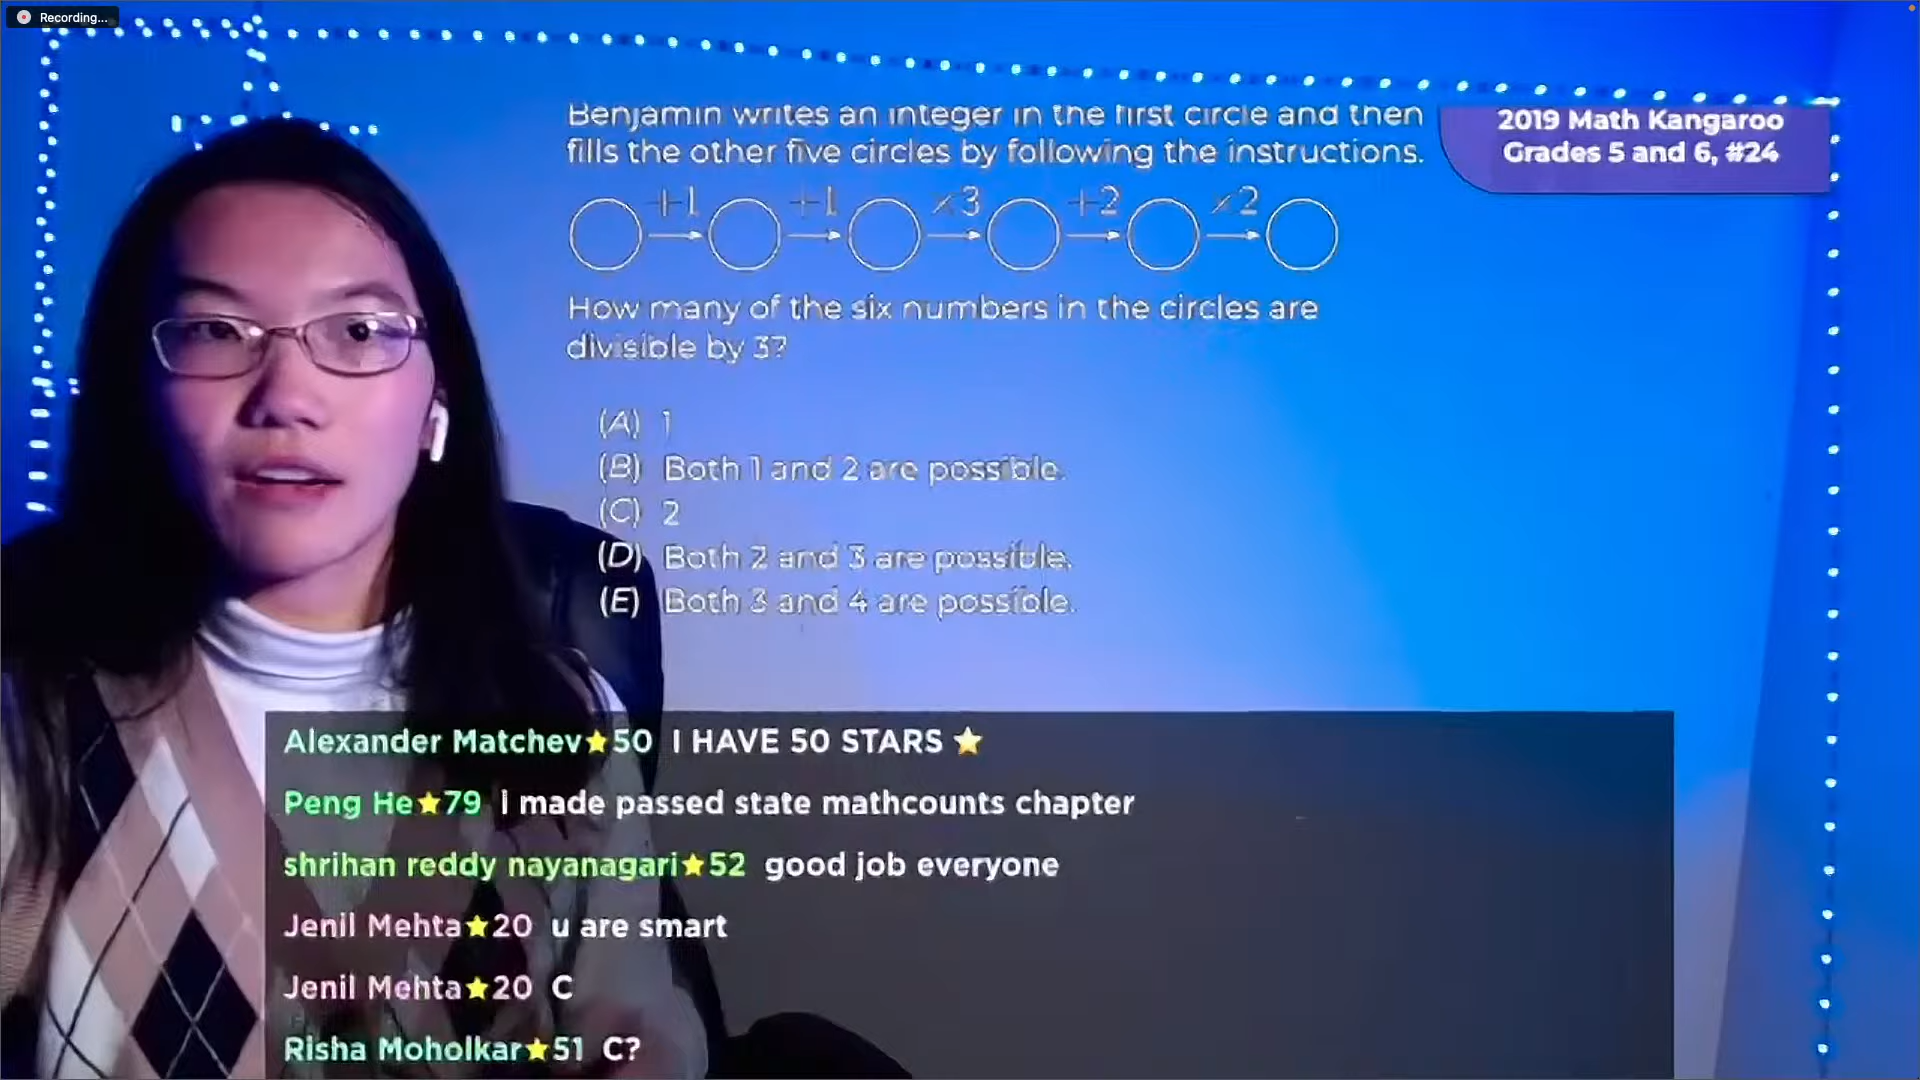 Recording...
Benjamin writes an integer in the first circle and then
fills the other five circles by following the instructions.
2019 Math Kangaroo
Grades 5 and 6, #24
+1 +1 ×3 +2 ×2
How many of the six numbers in the circles are
divisible by 3?
(A) 1
(B) Both 1 and 2 are possible.
(C) 2
(D) Both 2 and 3 are possible.
(E) Both 3 and 4 are possible.
Alexander Matchev★50 I HAVE 50 STARS ⭐
Peng He★79 I made passed state mathcounts chapter
shrihan reddy nayanagari★52 good job everyone
Jenil Mehta★20 u are smart
Jenil Mehta★20 C
Risha Moholkar★51 C?